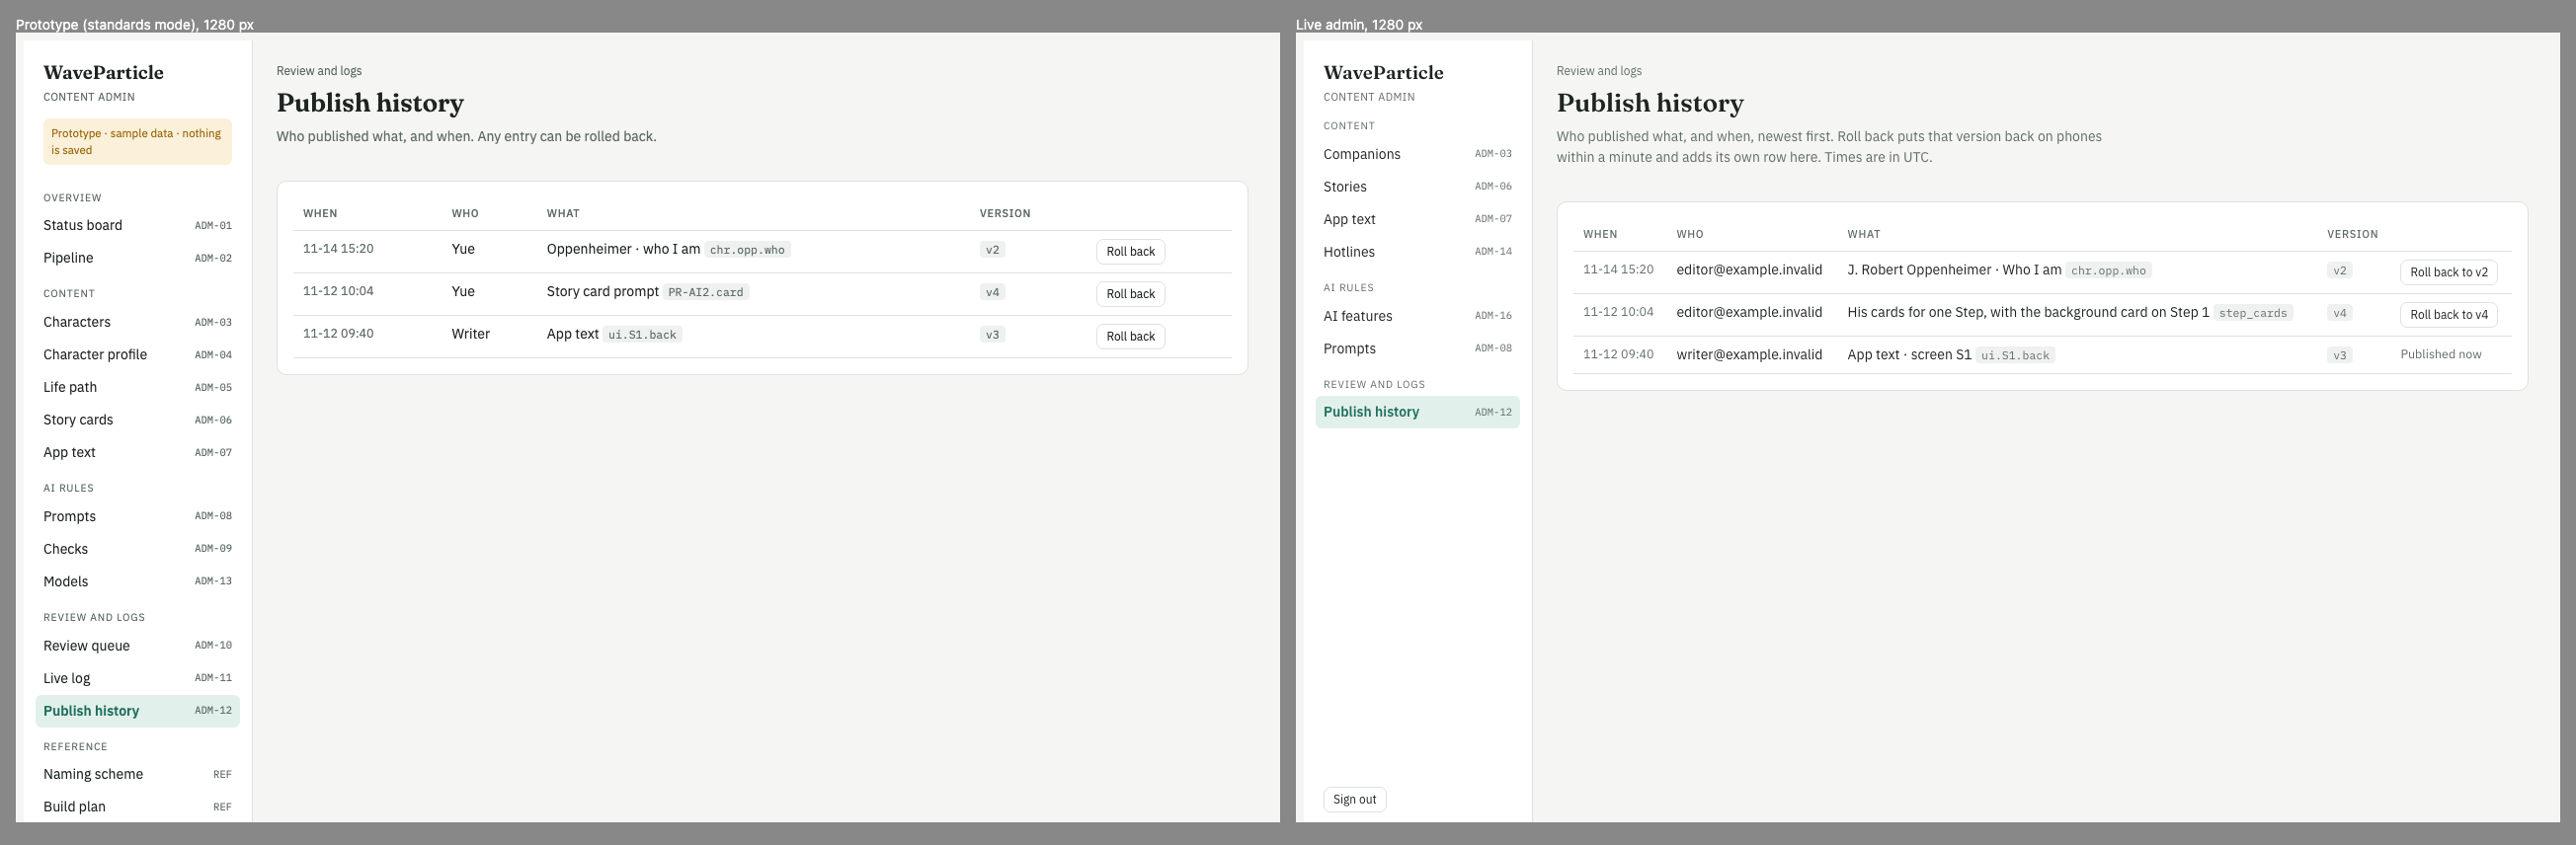 Prototype (standards mode), 1280 px
WaveParticle
CONTENT ADMIN
Prototype · sample data · nothing
is saved
OVERVIEW
Status board ADM-01
Pipeline ADM-02
CONTENT
Characters ADM-03
Character profile ADM-04
Life path ADM-05
Story cards ADM-06
App text ADM-07
AI RULES
Prompts ADM-08
Checks ADM-09
Models ADM-13
REVIEW AND LOGS
Review queue ADM-10
Live log ADM-11
Publish history ADM-12
REFERENCE
Naming scheme REF
Build plan REF
Review and logs
Publish history
Who published what, and when. Any entry can be rolled back.
WHEN WHO WHAT VERSION
11-14 15:20 Yue Oppenheimer · who I am chr.opp.who v2 Roll back
11-12 10:04 Yue Story card prompt PR-AI2.card v4 Roll back
11-12 09:40 Writer App text ui.S1.back v3 Roll back
Live admin, 1280 px
WaveParticle
CONTENT ADMIN
CONTENT
Companions ADM-03
Stories ADM-06
App text ADM-07
Hotlines ADM-14
AI RULES
AI features ADM-16
Prompts ADM-08
REVIEW AND LOGS
Publish history ADM-12
Sign out
Review and logs
Publish history
Who published what, and when, newest first. Roll back puts that version back on phones
within a minute and adds its own row here. Times are in UTC.
WHEN WHO WHAT VERSION
11-14 15:20 editor@example.invalid J. Robert Oppenheimer · Who I am chr.opp.who v2 Roll back to v2
11-12 10:04 editor@example.invalid His cards for one Step, with the background card on Step 1 step_cards v4 Roll back to v4
11-12 09:40 writer@example.invalid App text · screen S1 ui.S1.back v3 Published now